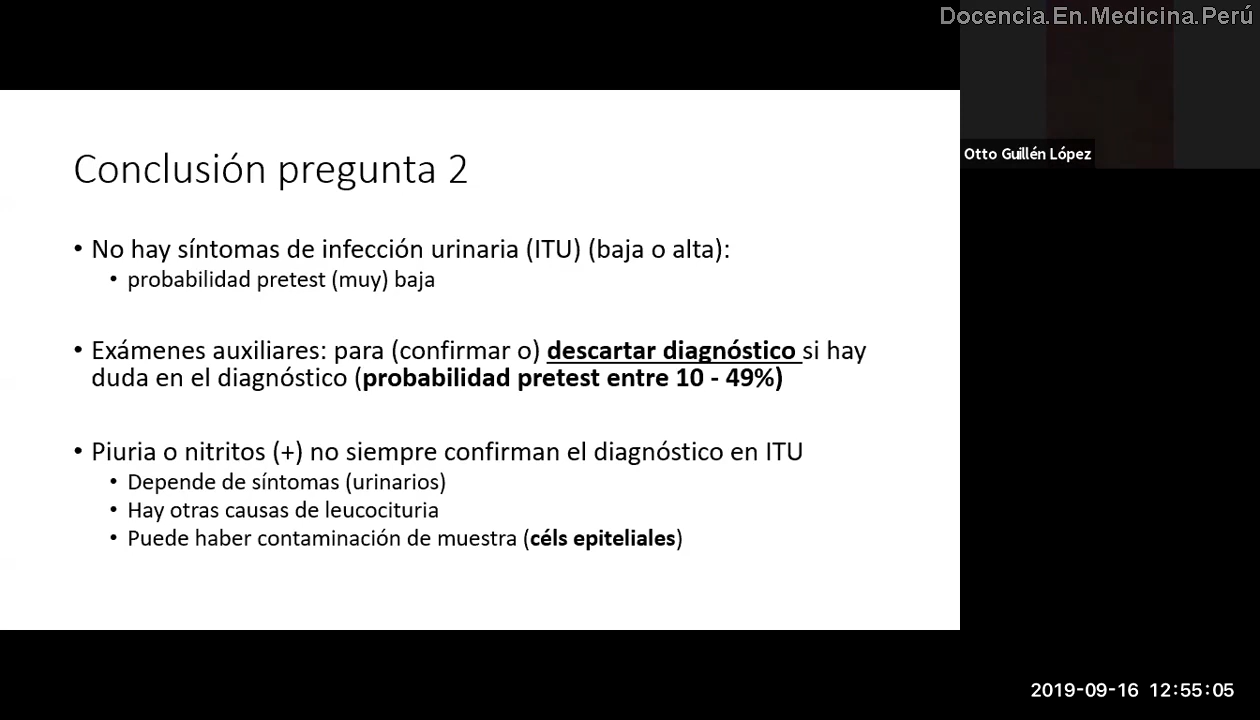 Docencia.En.Medicina.Perú
Otto Guillén López
Conclusión pregunta 2
• No hay síntomas de infección urinaria (ITU) (baja o alta):
• probabilidad pretest (muy) baja
• Exámenes auxiliares: para (confirmar o) descartar diagnóstico si hay
duda en el diagnóstico (probabilidad pretest entre 10 - 49%)
• Piuria o nitritos (+) no siempre confirman el diagnóstico en ITU
• Depende de síntomas (urinarios)
• Hay otras causas de leucocituria
• Puede haber contaminación de muestra (céls epiteliales)
2019-09-16 12:55:05